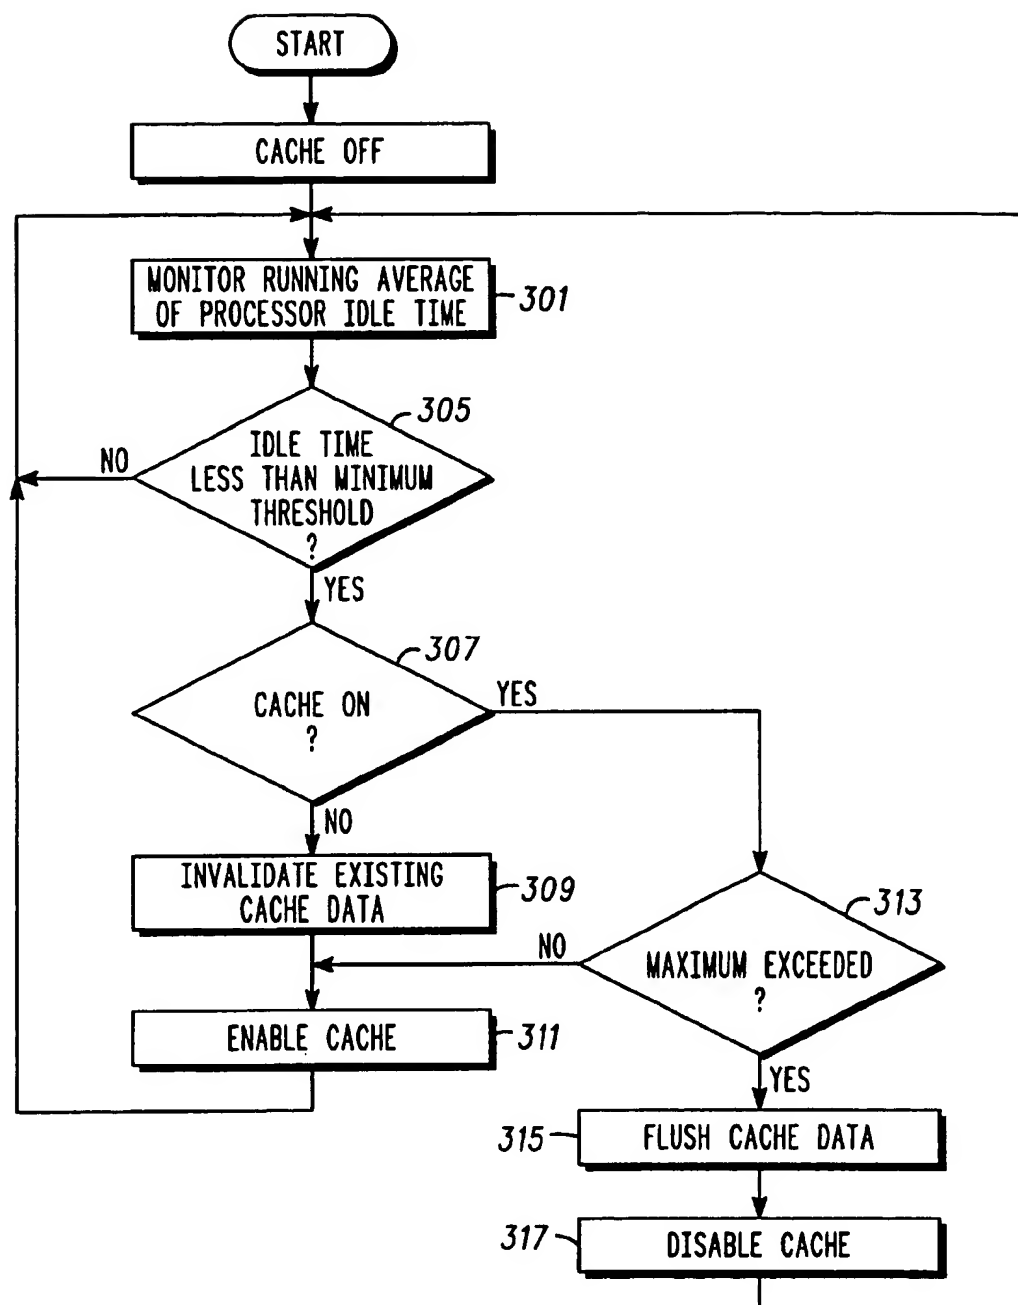 START
CACHE OFF
MONITOR RUNNING AVERAGE
OF PROCESSOR IDLE TIME
301
305
IDLE TIME
LESS THAN MINIMUM
THRESHOLD
?
NO
YES
307
CACHE ON
?
YES
NO
INVALIDATE EXISTING
CACHE DATA
309
313
MAXIMUM EXCEEDED
?
NO
ENABLE CACHE
311
YES
315
FLUSH CACHE DATA
317
DISABLE CACHE